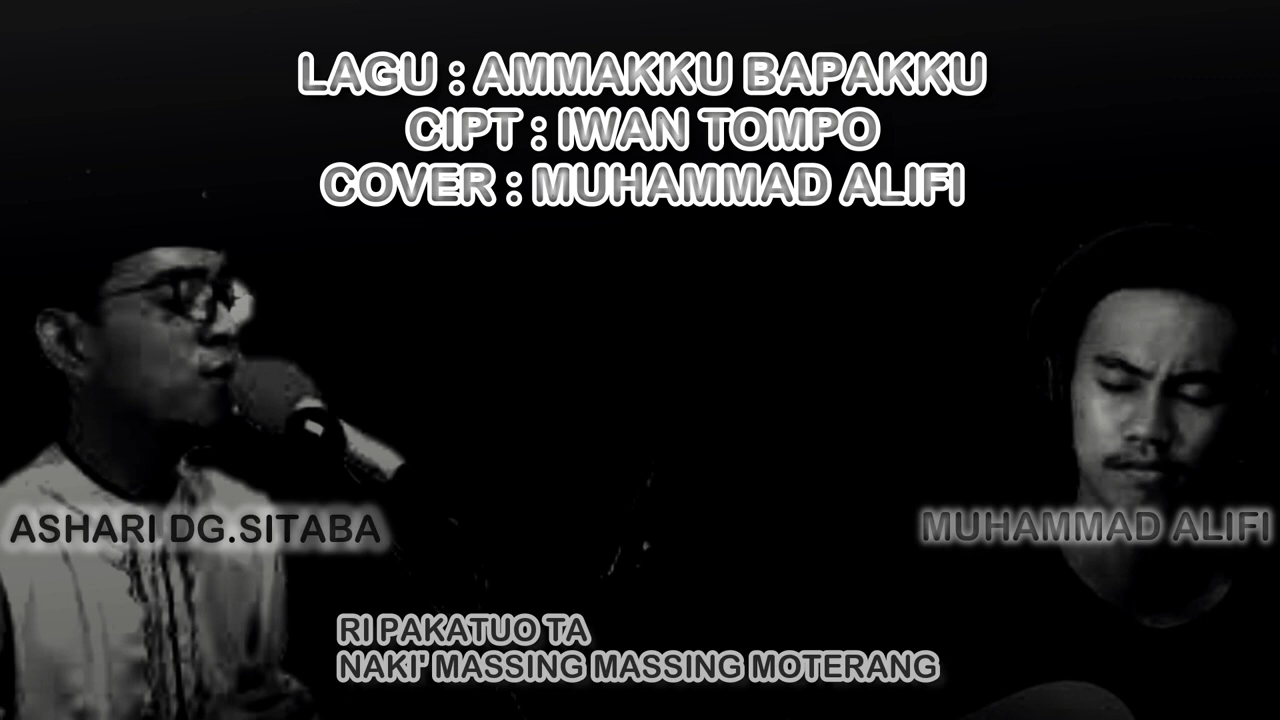 LAGU : AMMAKKU BAPAKKU
CIPT : IWAN TOMPO
COVER : MUHAMMAD ALIFI
ASHARI DG.SITABA
MUHAMMAD ALIFI
RI PAKATUO TA
NAKI' MASSING MASSING MOTERANG